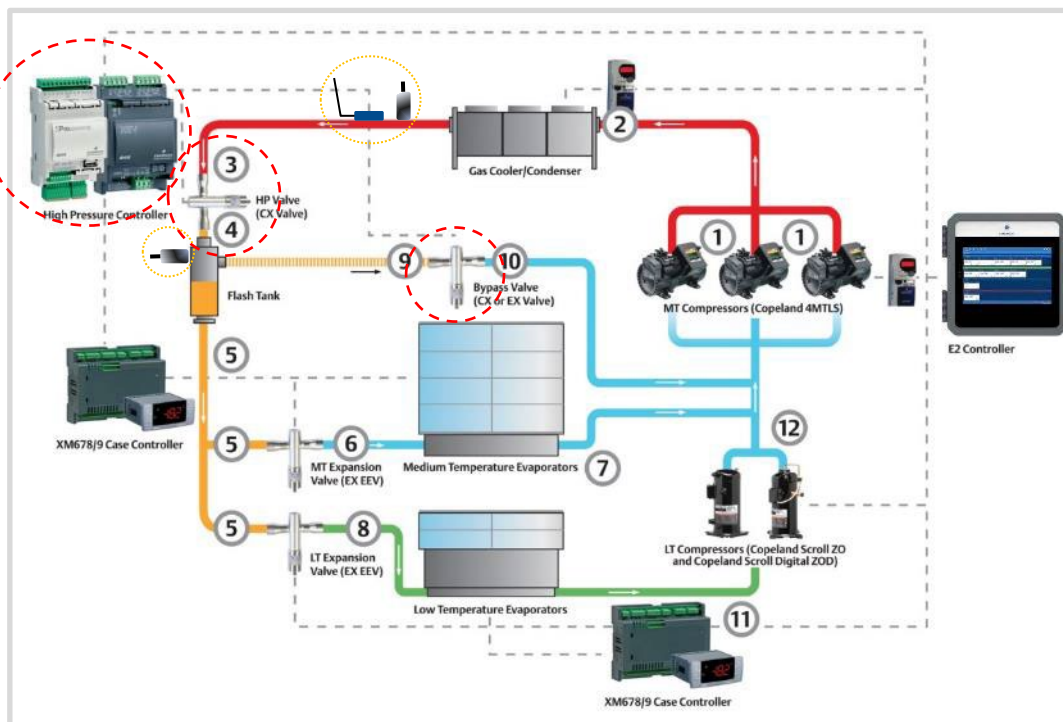 2
Gas Cooler/Condenser
3
High Pressure Controller
HP Valve
(CX Valve)
4
1
1
9
10
Flash Tank
Bypass Valve
(CX or EX Valve)
MT Compressors (Copeland 4MTLS)
E2 Controller
5
XM678/9 Case Controller
5
6
MT Expansion
Valve (EX EEV)
Medium Temperature Evaporators
7
12
5
8
LT Expansion
Valve (EX EEV)
LT Compressors (Copeland Scroll ZO
and Copeland Scroll Digital ZOD)
Low Temperature Evaporators
11
XM678/9 Case Controller